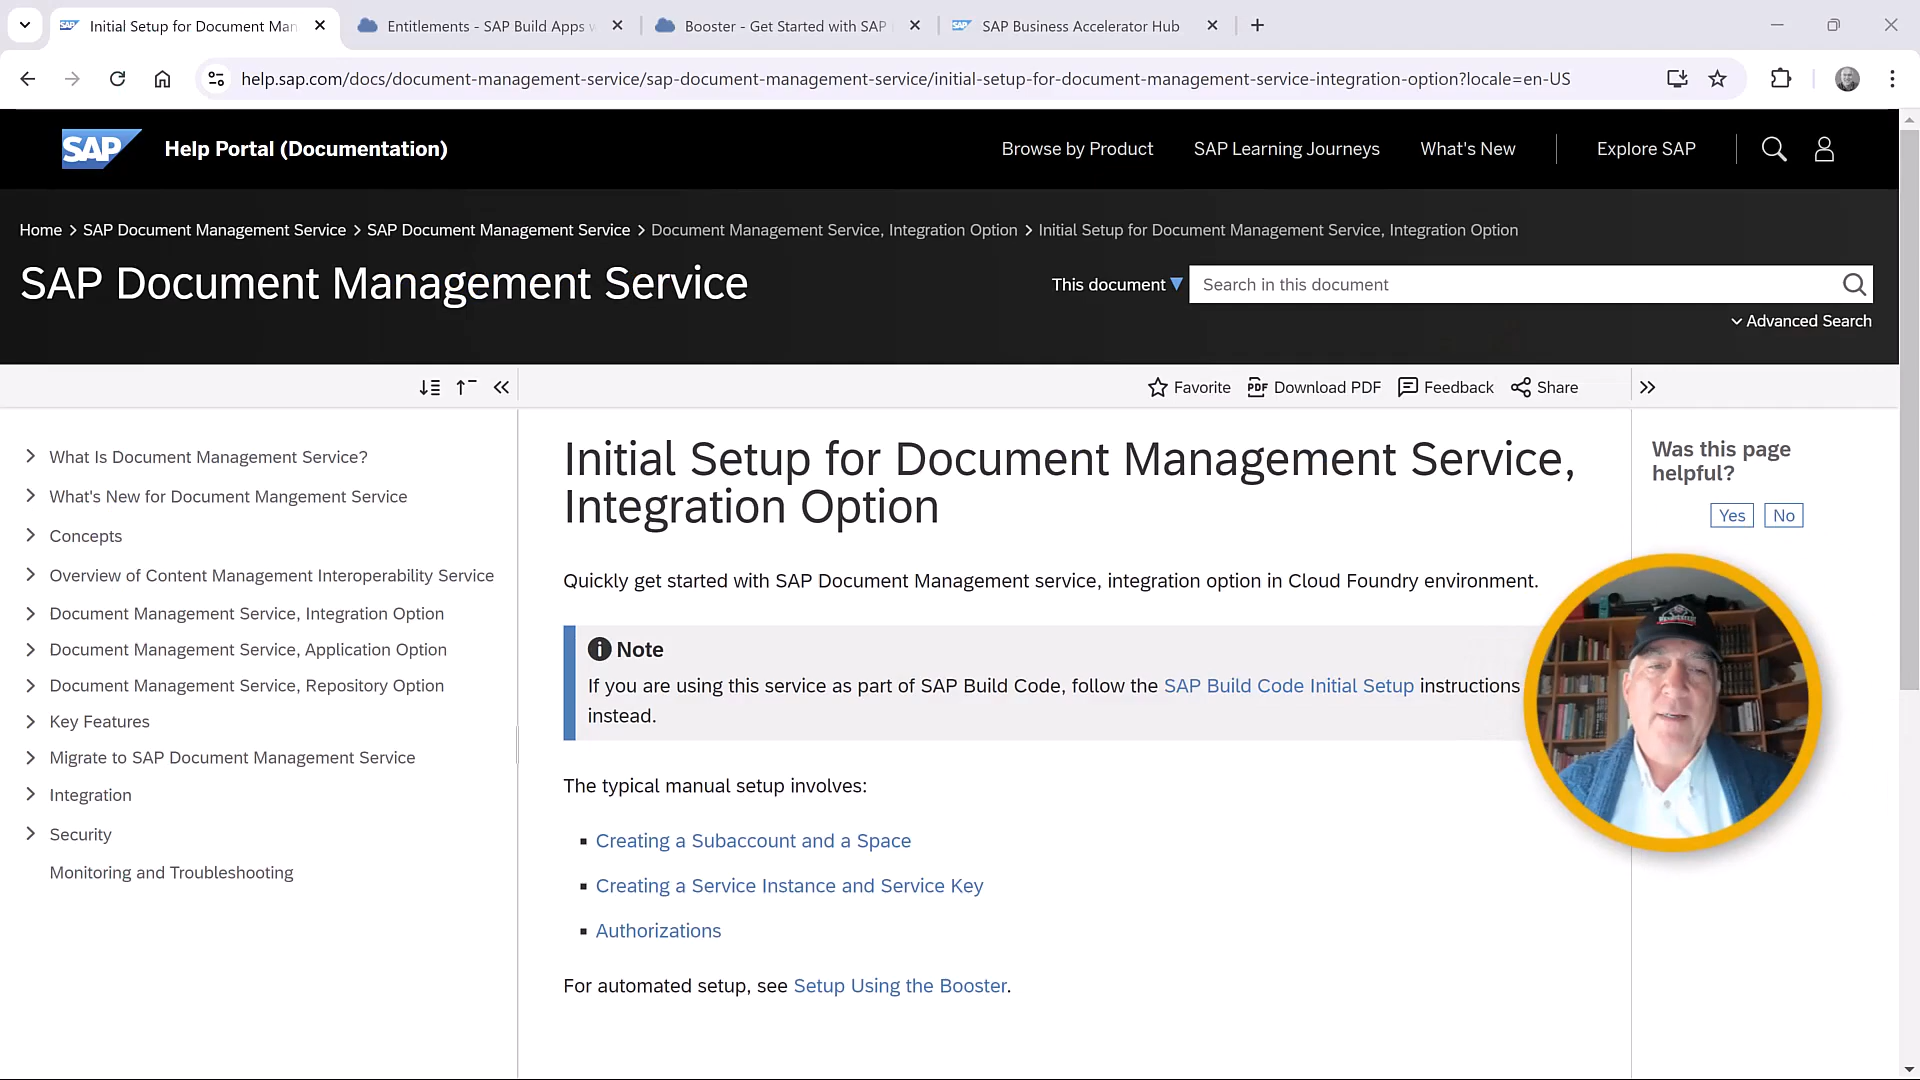 Initial Setup for Document Man
Entitlements - SAP Build Apps w
Booster - Get Started with SAP
SAP Business Accelerator Hub
help.sap.com/docs/document-management-service/sap-document-management-service/initial-setup-for-document-management-service-integration-option?locale=en-US
SAP Help Portal (Documentation)
Browse by Product SAP Learning Journeys What's New Explore SAP
Home > SAP Document Management Service > SAP Document Management Service > Document Management Service, Integration Option > Initial Setup for Document Management Service, Integration Option
SAP Document Management Service
This document Search in this document
Advanced Search
Favorite PDF Download PDF Feedback Share
What Is Document Management Service?
What's New for Document Mangement Service
Concepts
Overview of Content Management Interoperability Service
Document Management Service, Integration Option
Document Management Service, Application Option
Document Management Service, Repository Option
Key Features
Migrate to SAP Document Management Service
Integration
Security
Monitoring and Troubleshooting
Initial Setup for Document Management Service,
Integration Option
Quickly get started with SAP Document Management service, integration option in Cloud Foundry environment.
Note
If you are using this service as part of SAP Build Code, follow the SAP Build Code Initial Setup instructions
instead.
The typical manual setup involves:
Creating a Subaccount and a Space
Creating a Service Instance and Service Key
Authorizations
For automated setup, see Setup Using the Booster.
Was this page
helpful?
Yes No